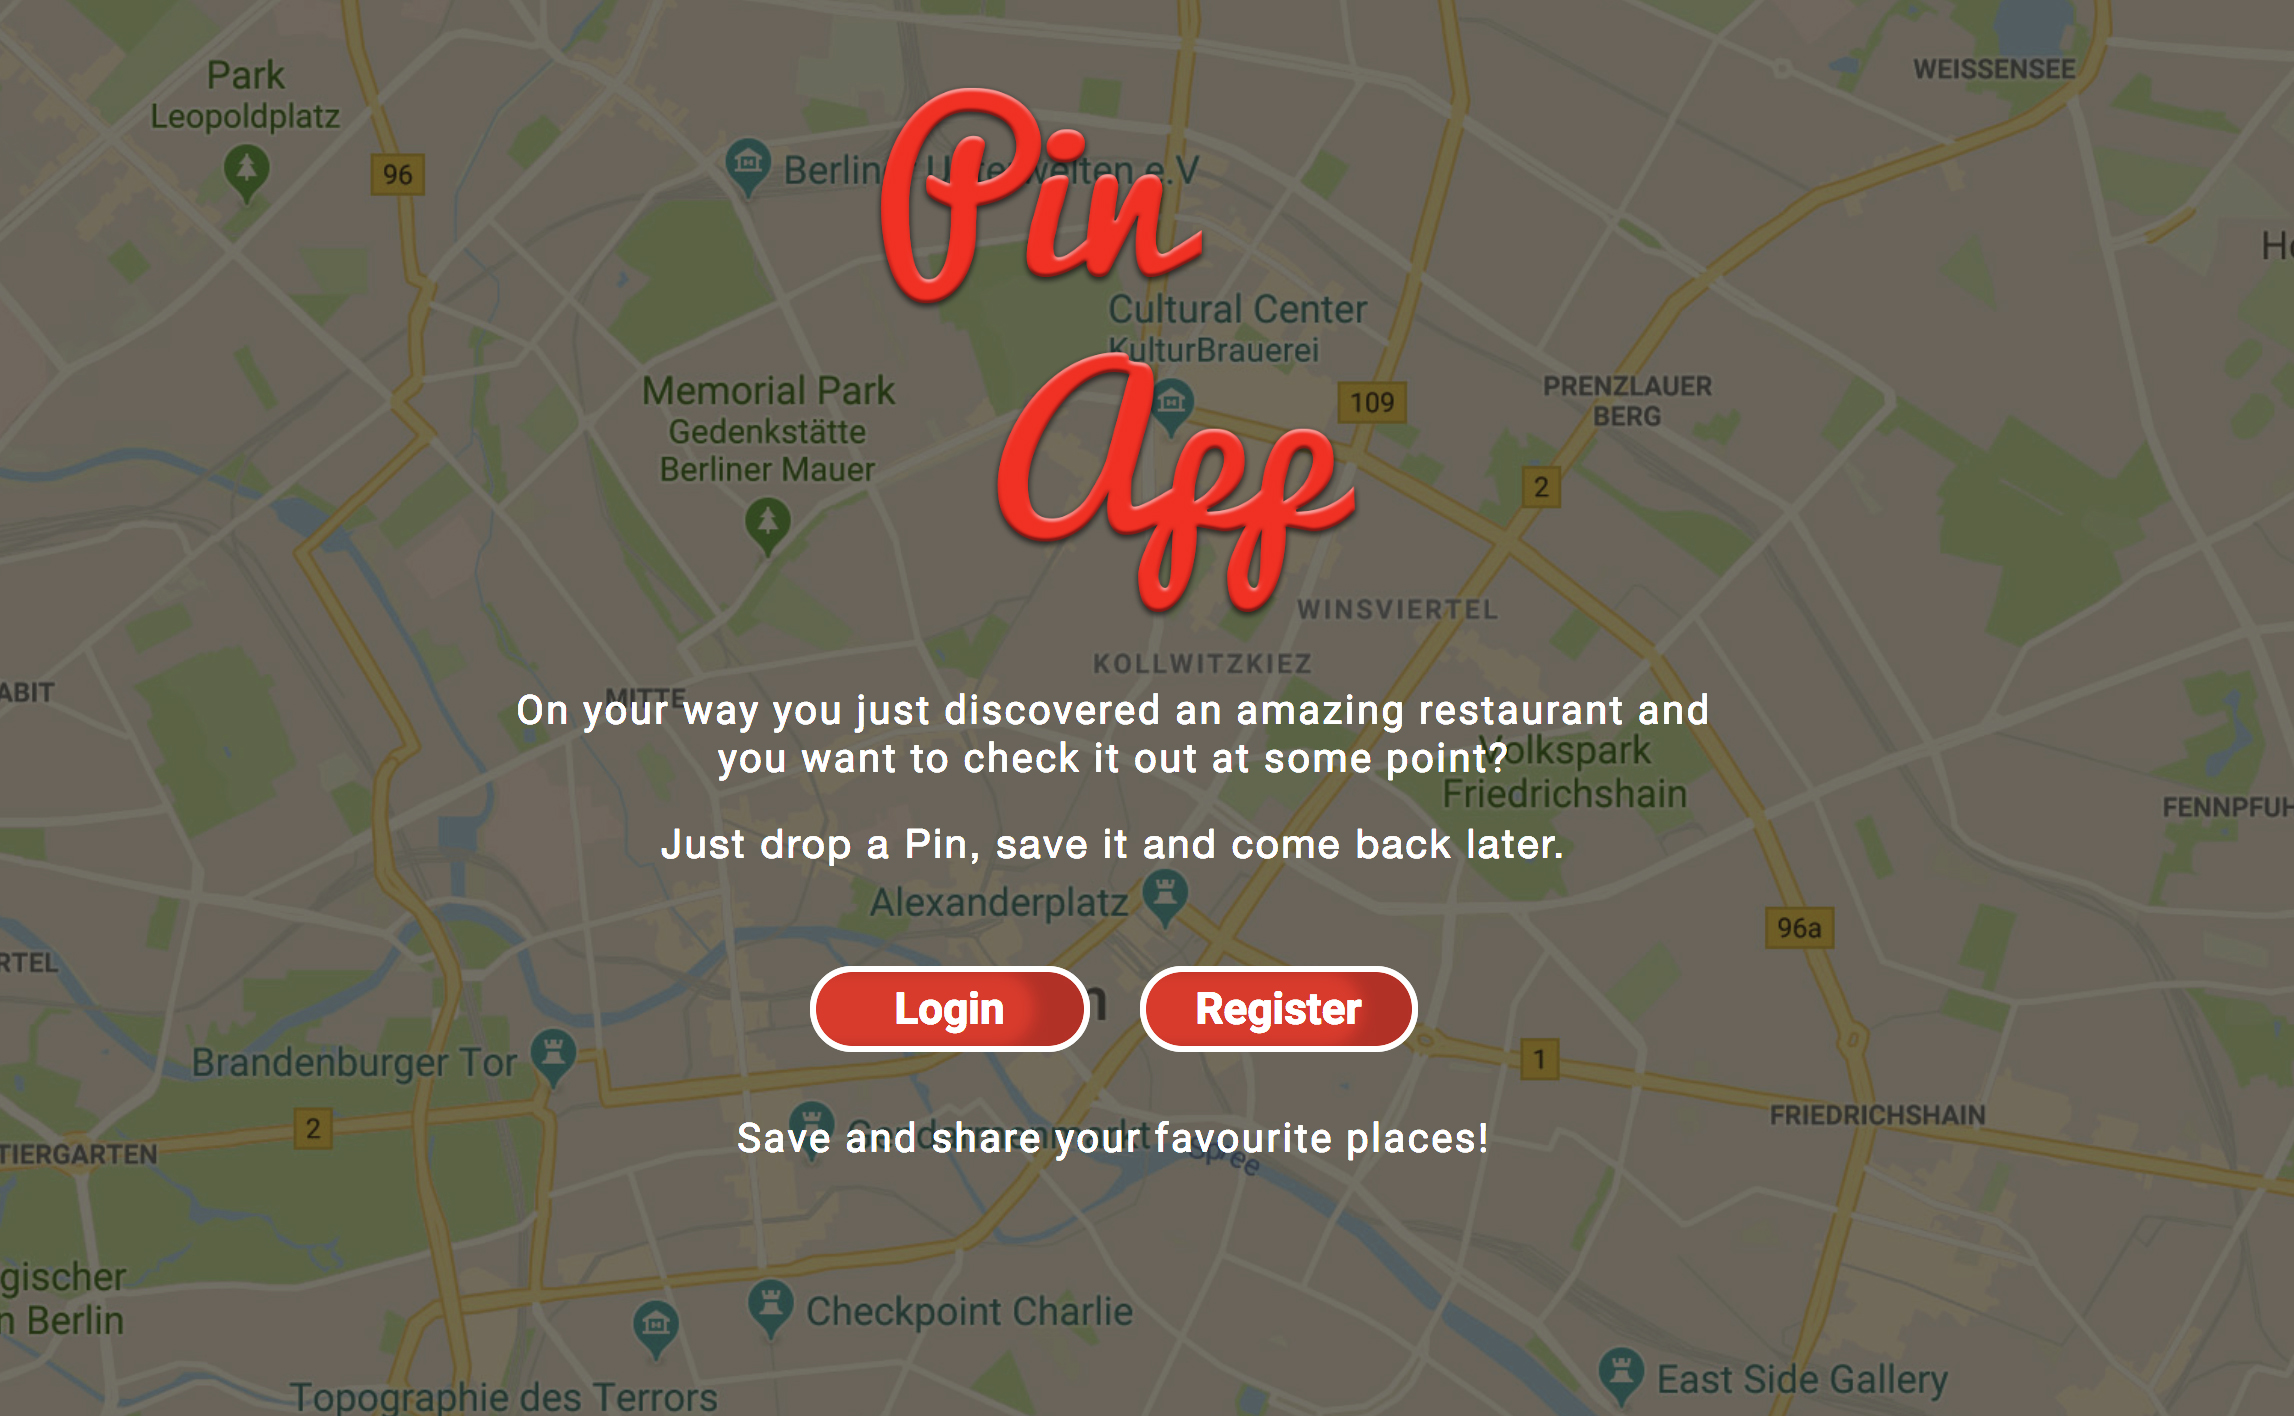 WEISSENSEE
Park
Leopoldplatz
96
Pin
Cultural Center
KulturBrauerei
App
Memorial Park
Gedenkstätte
Berliner Mauer
109
PRENZLAUER
BERG
2
WINSVIERTEL
KOLLWITZKIEZ
ABIT
MITTE
On your way you just discovered an amazing restaurant and
you want to check it out at some point?
Volkspark
Friedrichshain
FENNPFUH
Just drop a Pin, save it and come back later.
Alexanderplatz
96a
RTEL
Login
Register
Brandenburger Tor
1
2
FRIEDRICHSHAIN
TIERGARTEN
Save and share your favourite places!
Gendarmenmarkt
Spree
gischer
n Berlin
Checkpoint Charlie
East Side Gallery
Topographie des Terrors
Berliner Unterwelten e.V